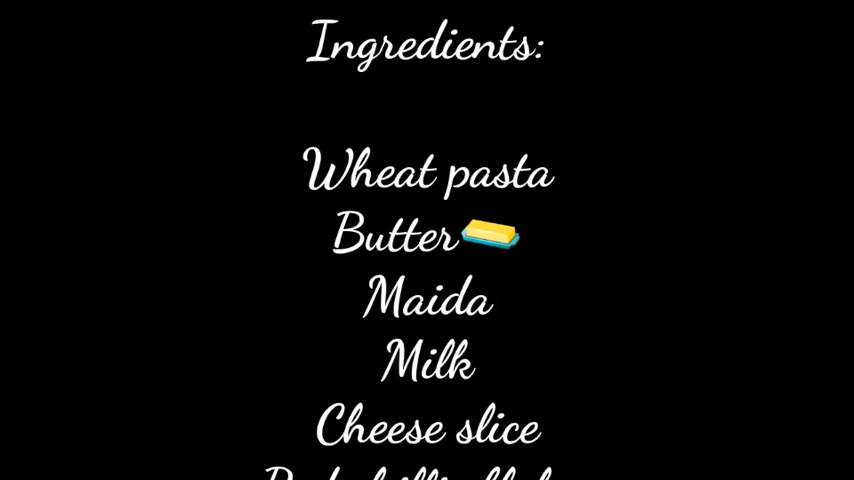 Ingredients:
Wheat pasta
Butter
Maida
Milk
Cheese slice